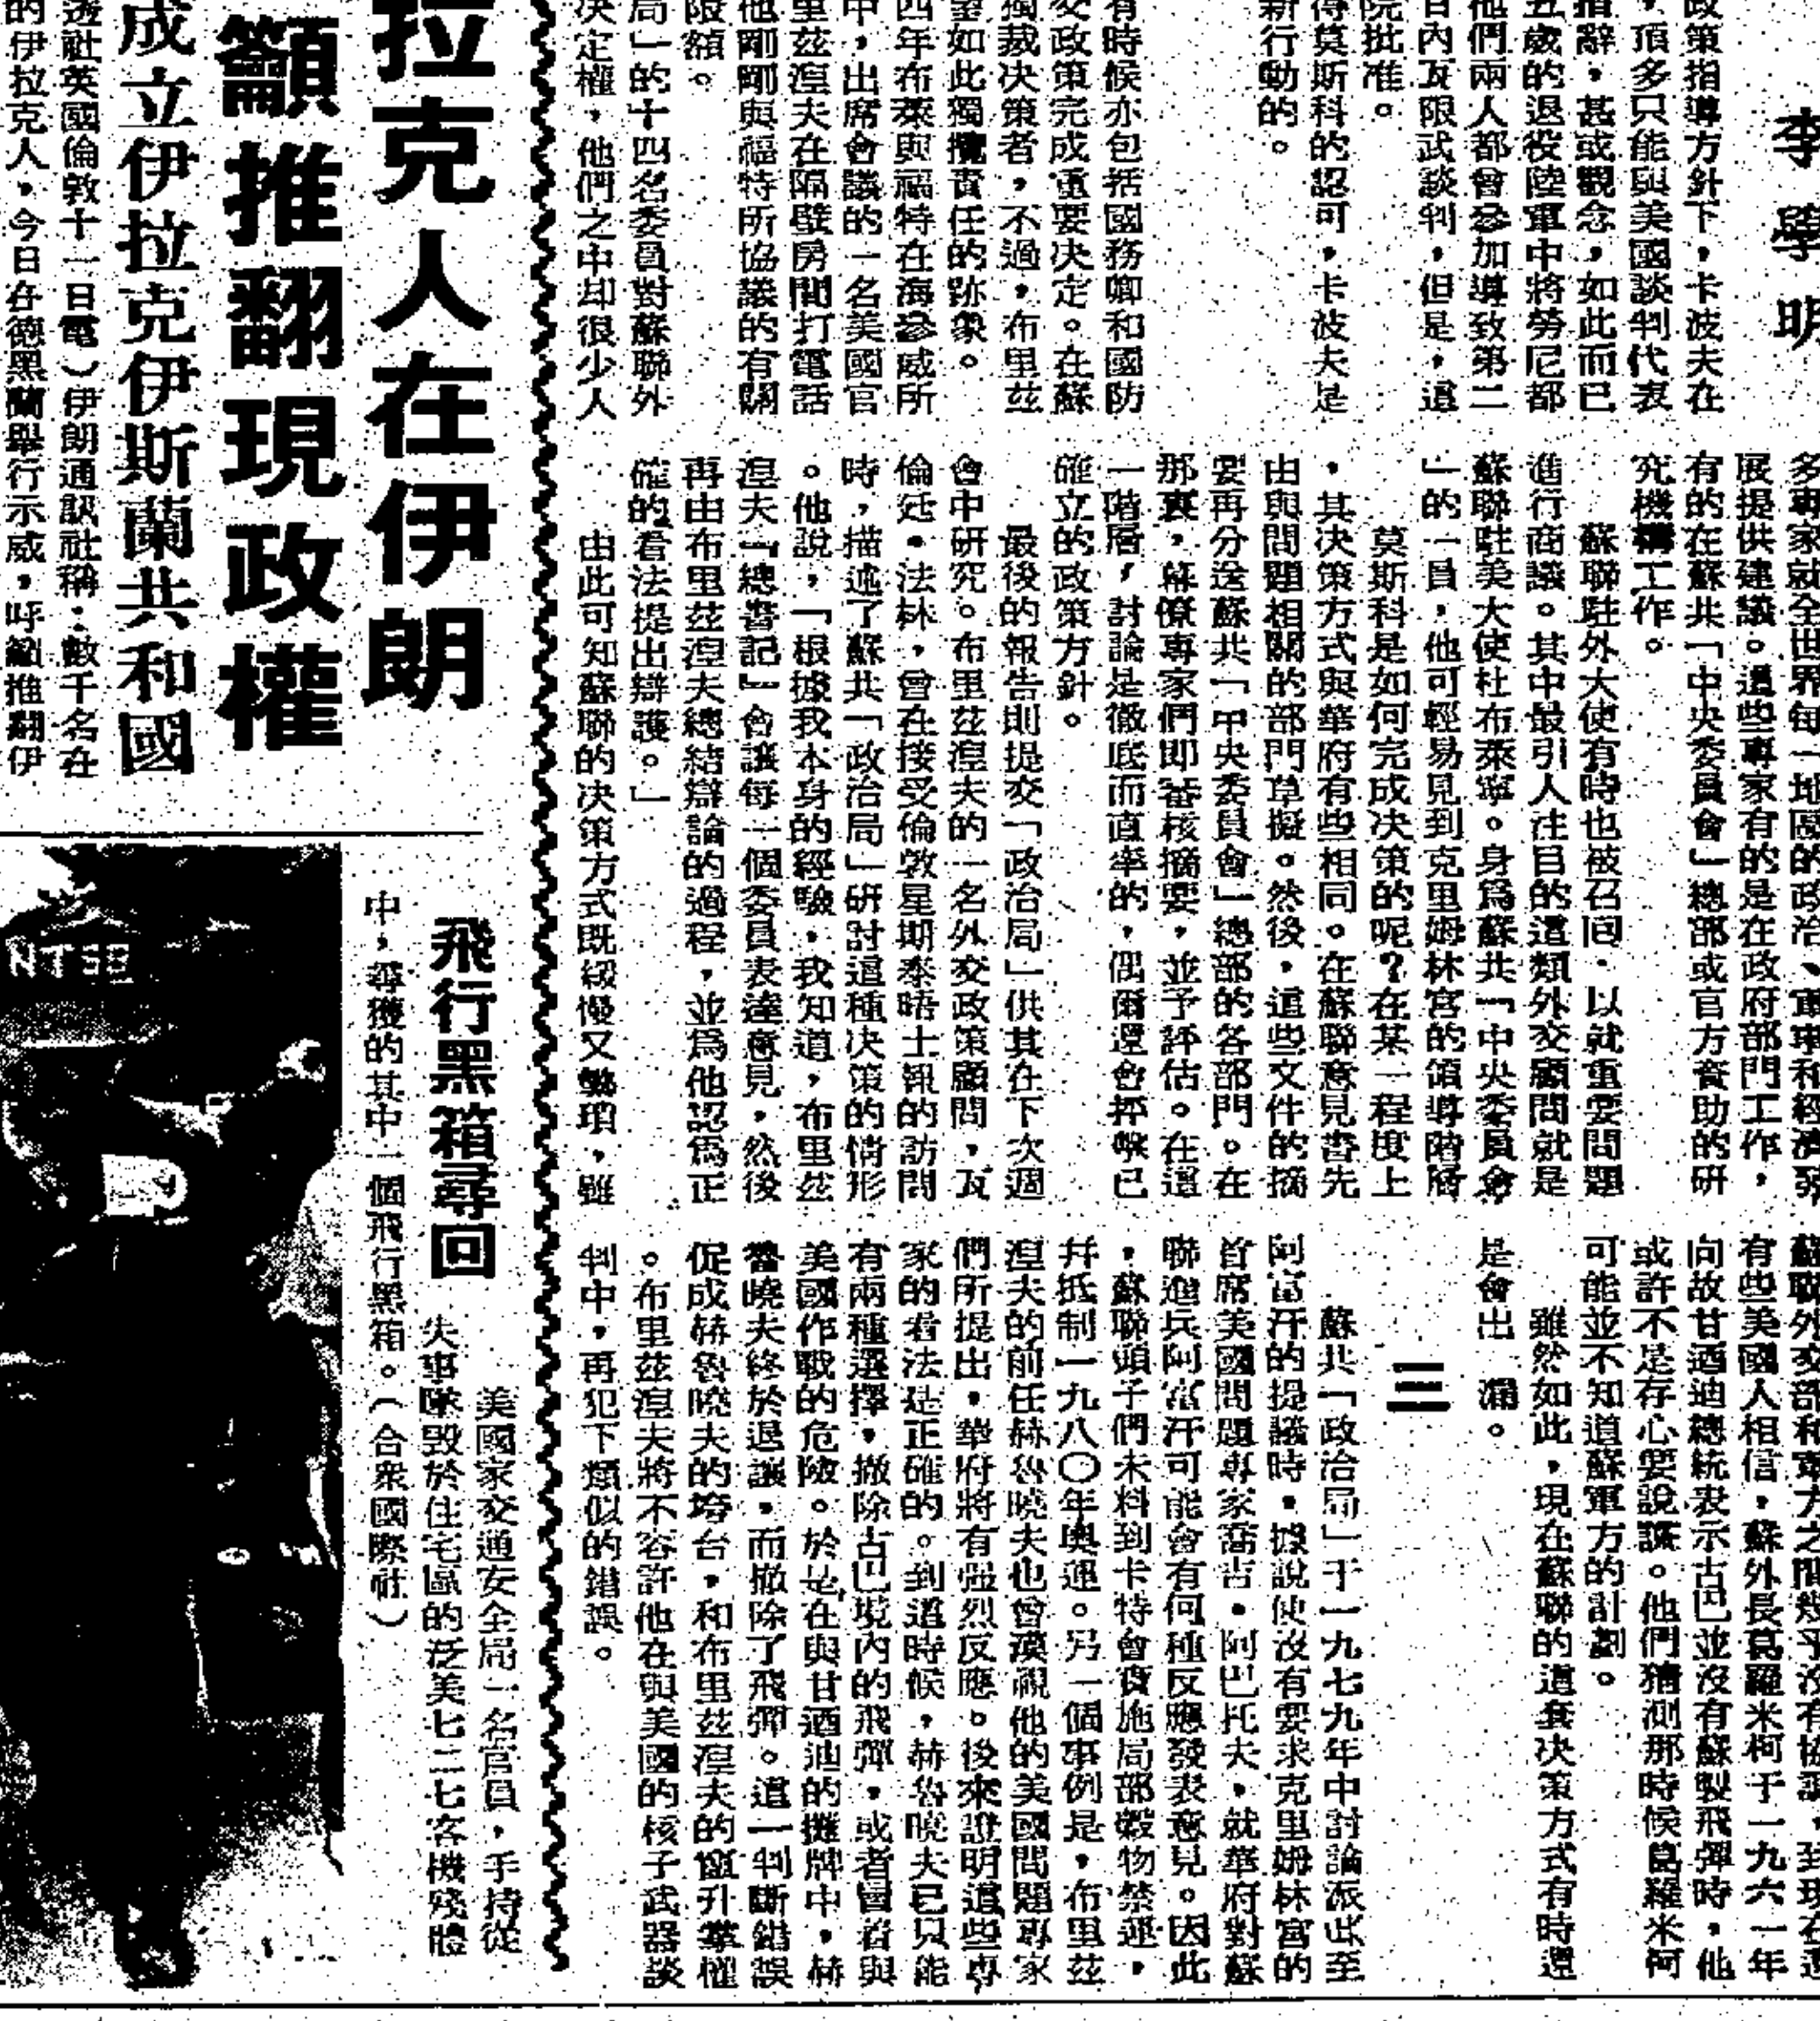 李學明
政策指導方針下，卡波夫在
，頂多只能與美國談判代表
措辭，甚或觀念，如此而已
五歲的退役陸軍中將勞尼都
他們兩人都曾參加導致第二
日內瓦限武談判，但是，這
院批准。
得莫斯科的認可，卡波夫是
新行動的。
有時候亦包括國務卿和國防
交政策完成重要決定。在蘇
獨裁決策者，不過，布里茲
望如此獨攬責任的跡象。
四年布萊與福特在海參崴所
中，出席會議的一名美國官
里茲湼夫在隔壁房間打電話
他剛剛與福特所協議的有關
限額。
局」的十四名委員對蘇聯外
決定權，他們之中却很少人
多專家就全世界每一地區的政治、軍事和經濟發
展提供建議。這些專家有的是在政府部門工作，
有的在蘇共「中央委員會」總部或官方資助的研
究機構工作。
蘇聯駐外大使有時也被召回，以就重要問題
進行商議。其中最引人注目的這類外交顧問就是
蘇聯駐美大使杜布萊寧。身爲蘇共「中央委員會
」的一員，他可輕易見到克里姆林宮的領導階層
莫斯科是如何完成決策的呢？在某一程度上
，其決策方式與華府有些相同。在蘇聯意見書先
由與問題相關的部門草擬。然後，這些文件的摘
要再分送蘇共「中央委員會」總部的各部門。在
那裏，幕僚專家們即審核摘要，並予評估。在這
一階層，討論是徹底而直率的，偶爾還會抨擊已
確立的政策方針。
最後的報告則提交「政治局」供其在下次週
會中研究。布里茲湼夫的一名外交政策顧問，瓦
倫廷・法林，曾在接受倫敦星期泰晤士報的訪問
時，描述了蘇共「政治局」研討這種決策的情形
。他說，「根據我本身的經驗，我知道，布里茲
湼夫『總書記』會讓每一個委員表達意見，然後
再由布里茲湼夫總結辯論的過程，並爲他認爲正
確的看法提出辯護。」
由此可知蘇聯的決策方式既緩慢又繁瑣，雖
蘇聯外交部和軍方之間幾乎沒有協調，到現在還
有些美國人相信，蘇外長葛羅米柯于一九六一年
向故甘迺迪總統表示古巴並沒有蘇製飛彈時，他
或許不是存心要說謊。他們猜測那時候葛羅米柯
可能並不知道蘇軍方的計劃。
雖然如此，現在蘇聯的這套決策方式有時還
是會出　漏。
三
蘇共「政治局」于一九七九年中討論派兵至
阿富汗的提議時，據說使沒有要求克里姆林宮的
首席美國問題專家喬吉・阿巴托夫，就華府對蘇
聯進兵阿富汗可能會有何種反應發表意見。因此
，蘇聯頭子們未料到卡特會實施局部穀物禁運，
幷抵制一九八〇年奧運。另一個事例是，布里茲
湼夫的前任赫魯曉夫也曾漠視他的美國問題專家
們所提出，華府將有强烈反應。後來證明這些專
家的看法是正確的。到這時候，赫魯曉夫已只能
有兩種選擇，撤除古巴境內的飛彈，或者冒着與
美國作戰的危險。於是在與甘迺迪的攤牌中，赫
魯曉夫終於退讓，而撤除了飛彈。這一判斷錯誤
促成赫魯曉夫的垮台，和布里茲湼夫的竄升掌權
。布里茲湼夫將不容許他在與美國的核子武器談
判中，再犯下類似的錯誤。
拉克人在伊朗
籲推翻現政權
成立伊拉克伊斯蘭共和國
透社英國倫敦十一日電）伊朗通訊社稱：數千名在
的伊拉克人，今日在德黑蘭舉行示威，呼籲推翻伊
飛行黑箱尋回
美國家交通安全局一名官員，手持從
失事墜毀於住宅區的泛美七二七客機殘體
中，尋獲的其中一個飛行黑箱。（合衆國際社）
NTSB